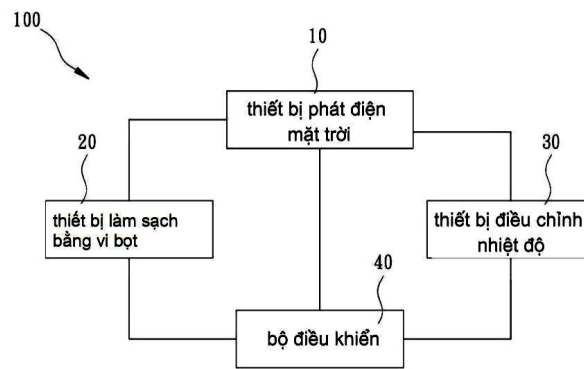 100
10
thiết bị phát điện
mặt trời
20
thiết bị làm sạch
bằng vi bọt
30
thiết bị điều chỉnh
nhiệt độ
40
bộ điều khiển